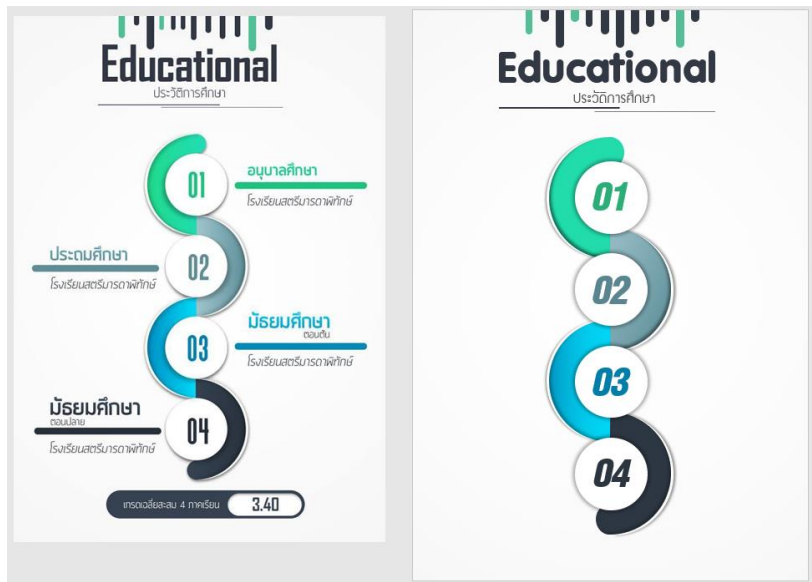 Educational
ประวัติการศึกษา
01
อนุบาลศึกษา
โรงเรียนสตรีมารดาพิทักษ์
ประถมศึกษา
02
โรงเรียนสตรีมารดาพิทักษ์
มัธยมศึกษา
ตอนต้น
03
โรงเรียนสตรีมารดาพิทักษ์
มัธยมศึกษา
ตอนปลาย
04
โรงเรียนสตรีมารดาพิทักษ์
เกรดเฉลี่ยสะสม 4 ภาคเรียน 3.40
Educational
ประวัติการศึกษา
01
02
03
04